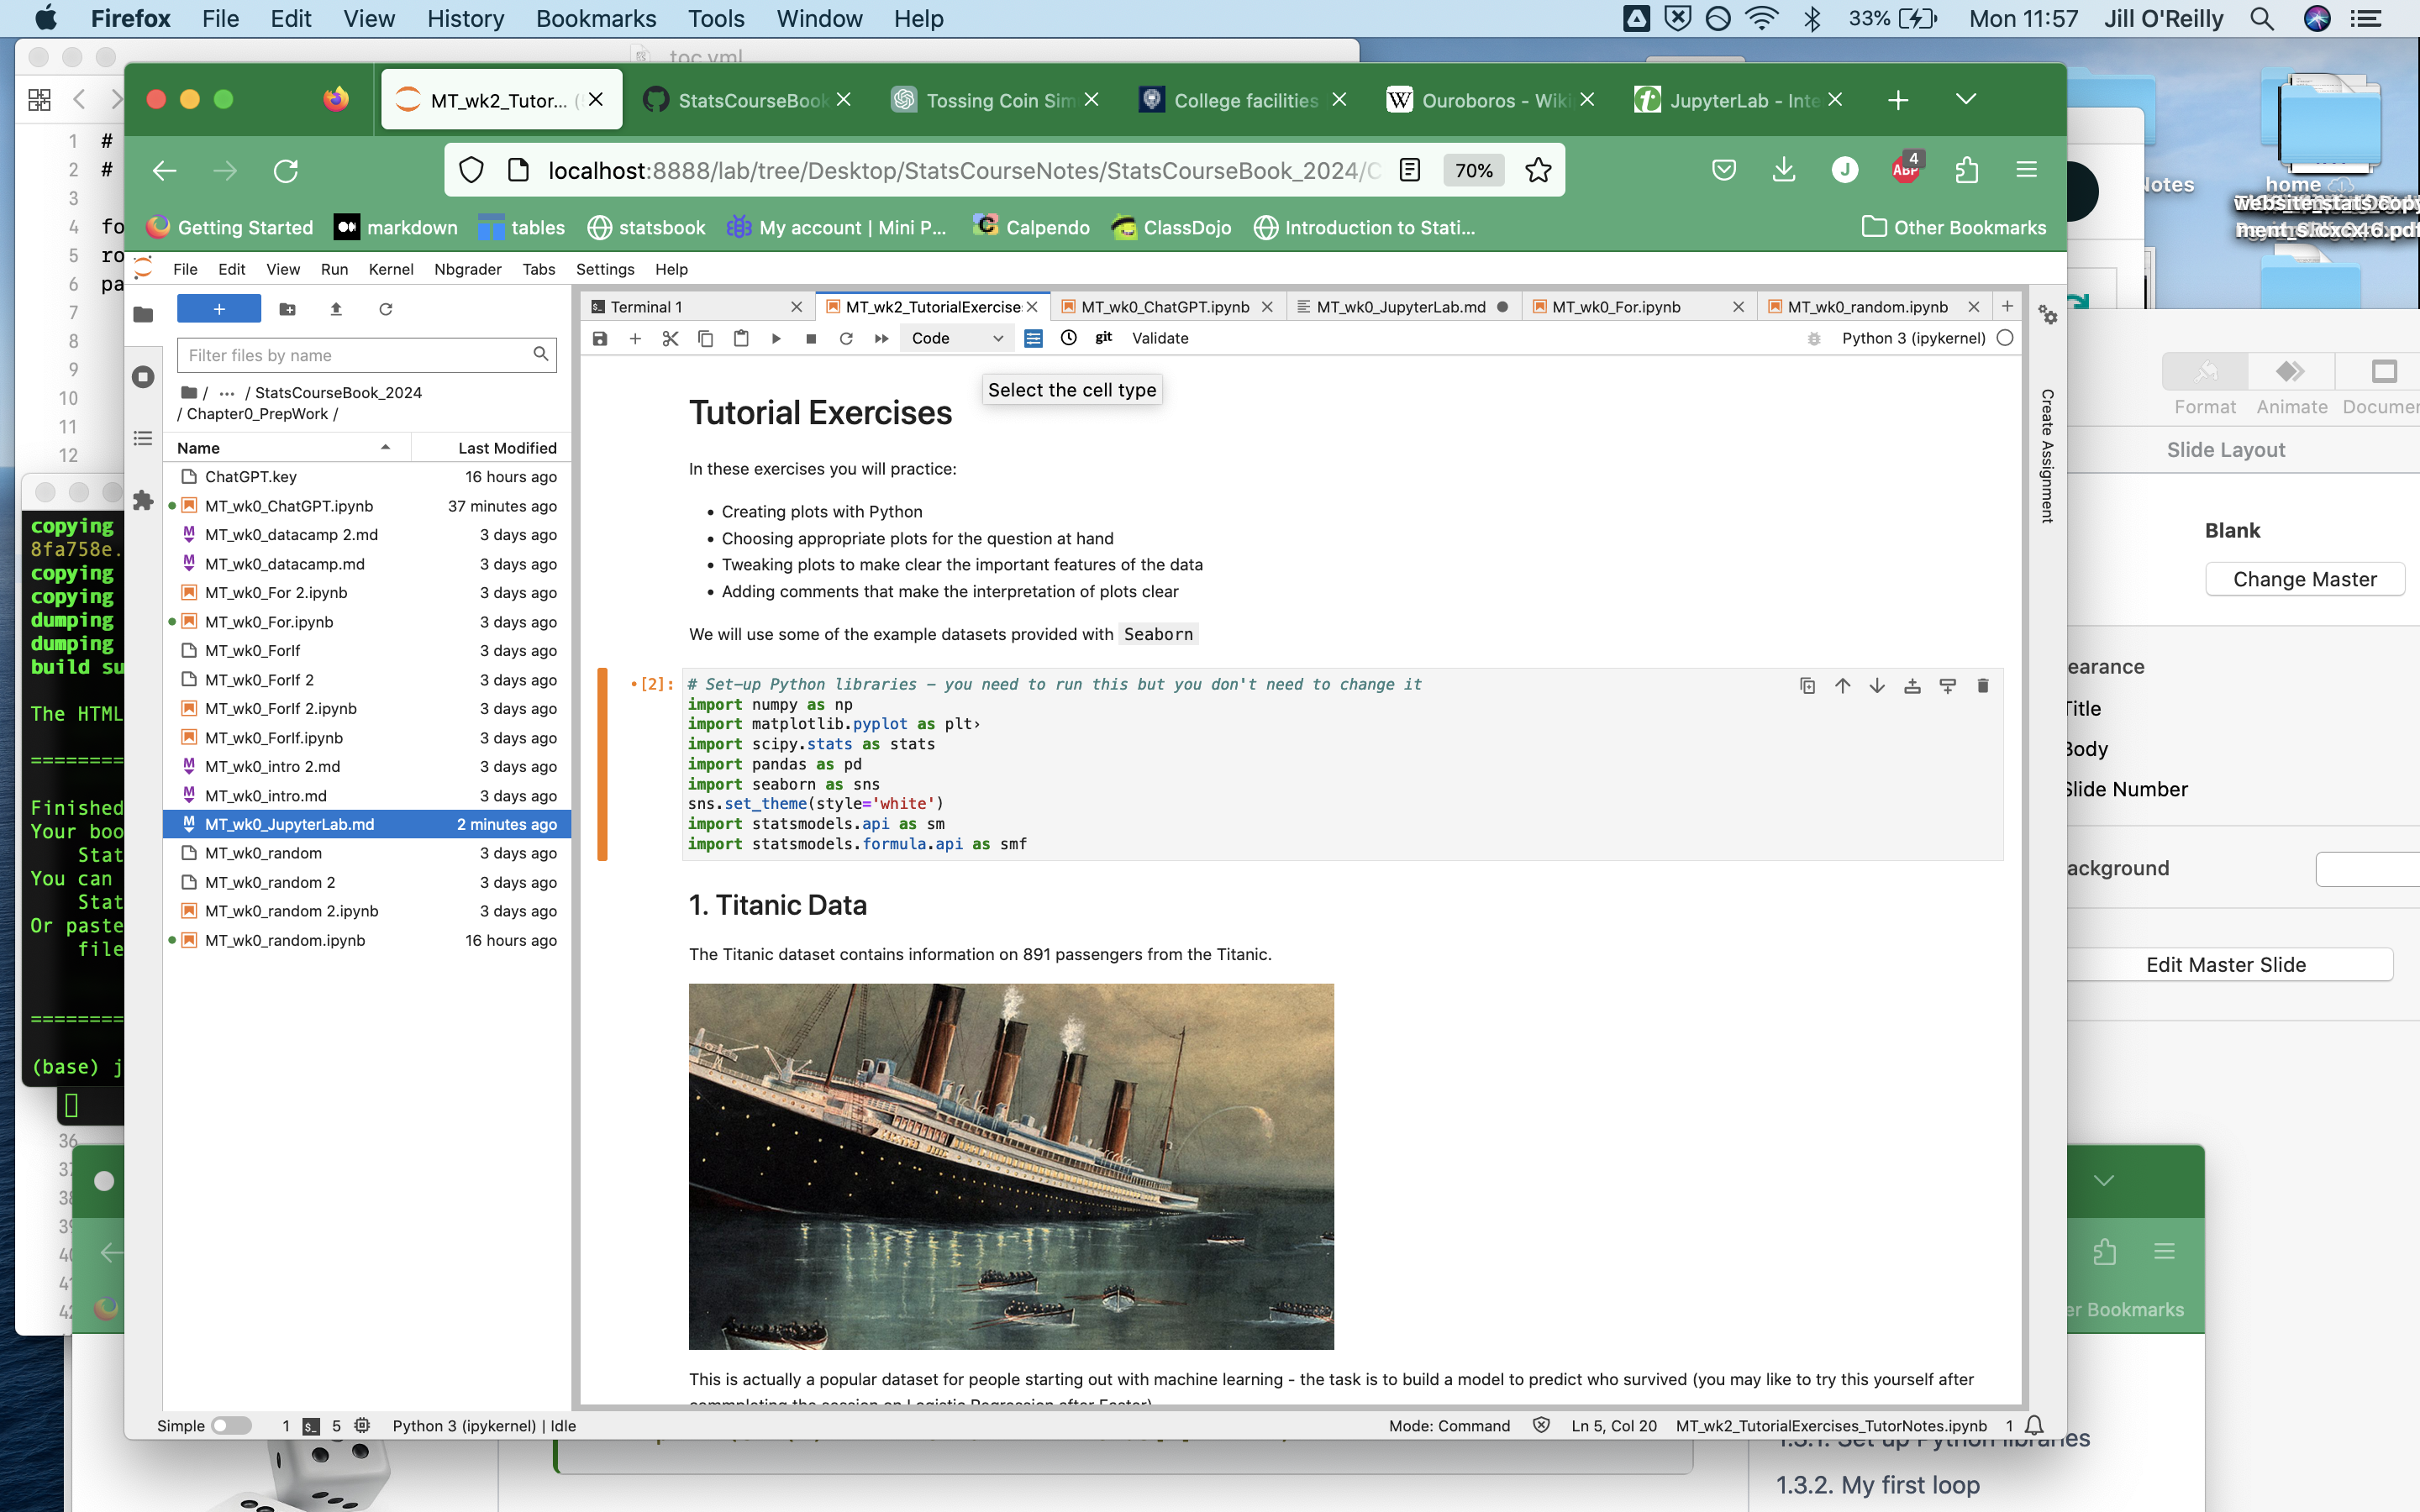 Firefox File Edit View History Bookmarks Tools Window Help
33% Mon 11:57 Jill O'Reilly
toc.yml
MT_wk2_Tutor... (
StatsCourseBook
Tossing Coin Sim
College facilities
Ouroboros - Wiki
JupyterLab - Inte
localhost:8888/lab/tree/Desktop/StatsCourseNotes/StatsCourseBook_2024/C
70%
J
ABP
4
Getting Started
markdown
tables
statsbook
My account | Mini P...
Calpendo
ClassDojo
Introduction to Stati...
Other Bookmarks
File Edit View Run Kernel Nbgrader Tabs Settings Help
Filter files by name
/ ... / StatsCourseBook_2024
/ Chapter0_PrepWork /
Name Last Modified
ChatGPT.key 16 hours ago
MT_wk0_ChatGPT.ipynb 37 minutes ago
MT_wk0_datacamp 2.md 3 days ago
MT_wk0_datacamp.md 3 days ago
MT_wk0_For 2.ipynb 3 days ago
MT_wk0_For.ipynb 3 days ago
MT_wk0_ForIf 3 days ago
MT_wk0_ForIf 2 3 days ago
MT_wk0_ForIf 2.ipynb 3 days ago
MT_wk0_ForIf.ipynb 3 days ago
MT_wk0_intro 2.md 3 days ago
MT_wk0_intro.md 3 days ago
MT_wk0_JupyterLab.md 2 minutes ago
MT_wk0_random 3 days ago
MT_wk0_random 2 3 days ago
MT_wk0_random 2.ipynb 3 days ago
MT_wk0_random.ipynb 16 hours ago
Terminal 1
MT_wk2_TutorialExercise
MT_wk0_ChatGPT.ipynb
MT_wk0_JupyterLab.md
MT_wk0_For.ipynb
MT_wk0_random.ipynb
Code
git
Validate
Python 3 (ipykernel)
Select the cell type
Create Assignment
Tutorial Exercises
In these exercises you will practice:
• Creating plots with Python
• Choosing appropriate plots for the question at hand
• Tweaking plots to make clear the important features of the data
• Adding comments that make the interpretation of plots clear
We will use some of the example datasets provided with Seaborn
•[2]:
# Set-up Python libraries - you need to run this but you don't need to change it
import numpy as np
import matplotlib.pyplot as plt›
import scipy.stats as stats
import pandas as pd
import seaborn as sns
sns.set_theme(style='white')
import statsmodels.api as sm
import statsmodels.formula.api as smf
1. Titanic Data
The Titanic dataset contains information on 891 passengers from the Titanic.
This is actually a popular dataset for people starting out with machine learning - the task is to build a model to predict who survived (you may like to try this yourself after
Simple 1 5 Python 3 (ipykernel) | Idle
Mode: Command Ln 5, Col 20 MT_wk2_TutorialExercises_TutorNotes.ipynb 1
1 #
2 #
3
4 fo
5 ro
6 pa
7
8
9
10
11
12
copying
8fa758e.
copying
copying
dumping
dumping
build su
The HTML
=========
Finished
Your boo
Stat
You can
Stat
Or paste
file
=========
(base) j
36
37
38
39
40
41
42
Notes
home
Format Animate Documen
Slide Layout
Blank
Change Master
earance
Title
Body
Slide Number
ackground
Edit Master Slide
er Bookmarks
1.3.1. Set up Python libraries
1.3.2. My first loop